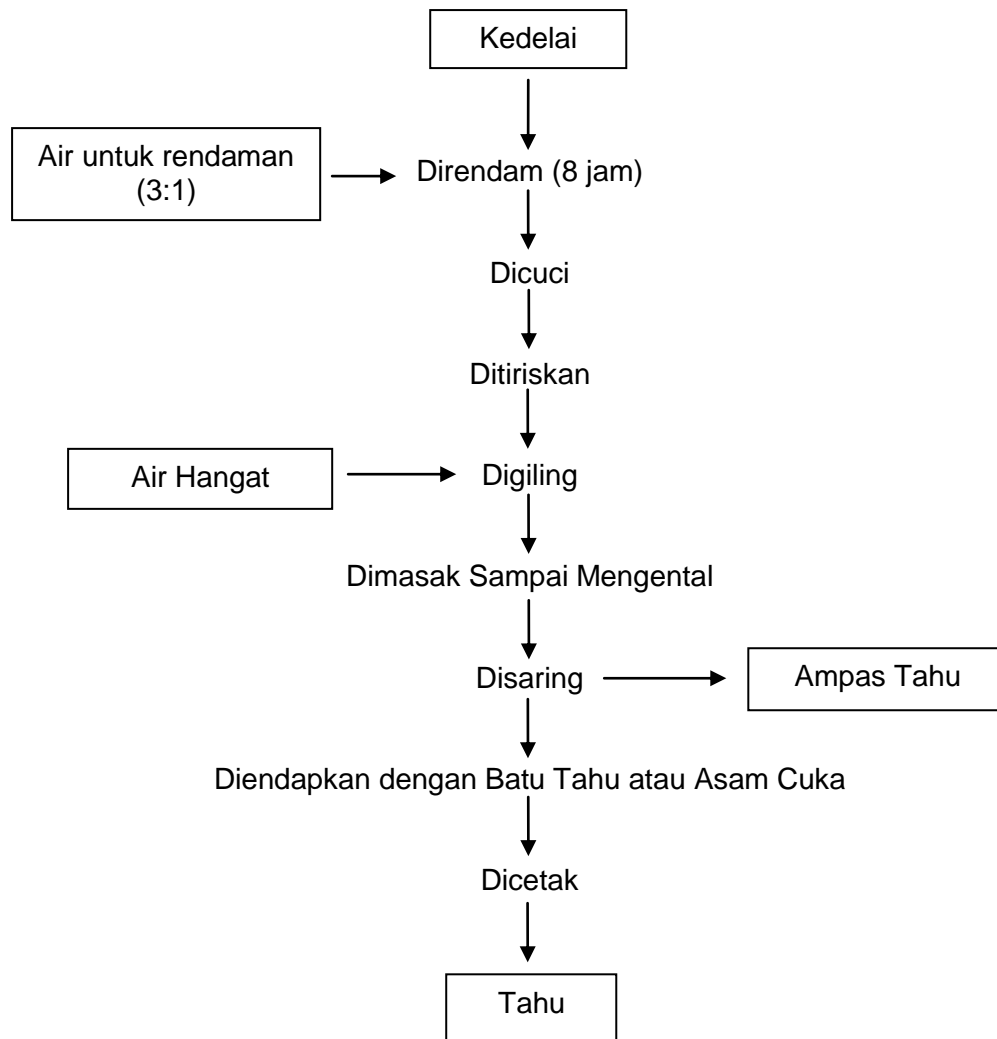 Kedelai
Air untuk rendaman
(3:1)
Direndam (8 jam)
Dicuci
Ditiriskan
Air Hangat
Digiling
Dimasak Sampai Mengental
Disaring
Ampas Tahu
Diendapkan dengan Batu Tahu atau Asam Cuka
Dicetak
Tahu